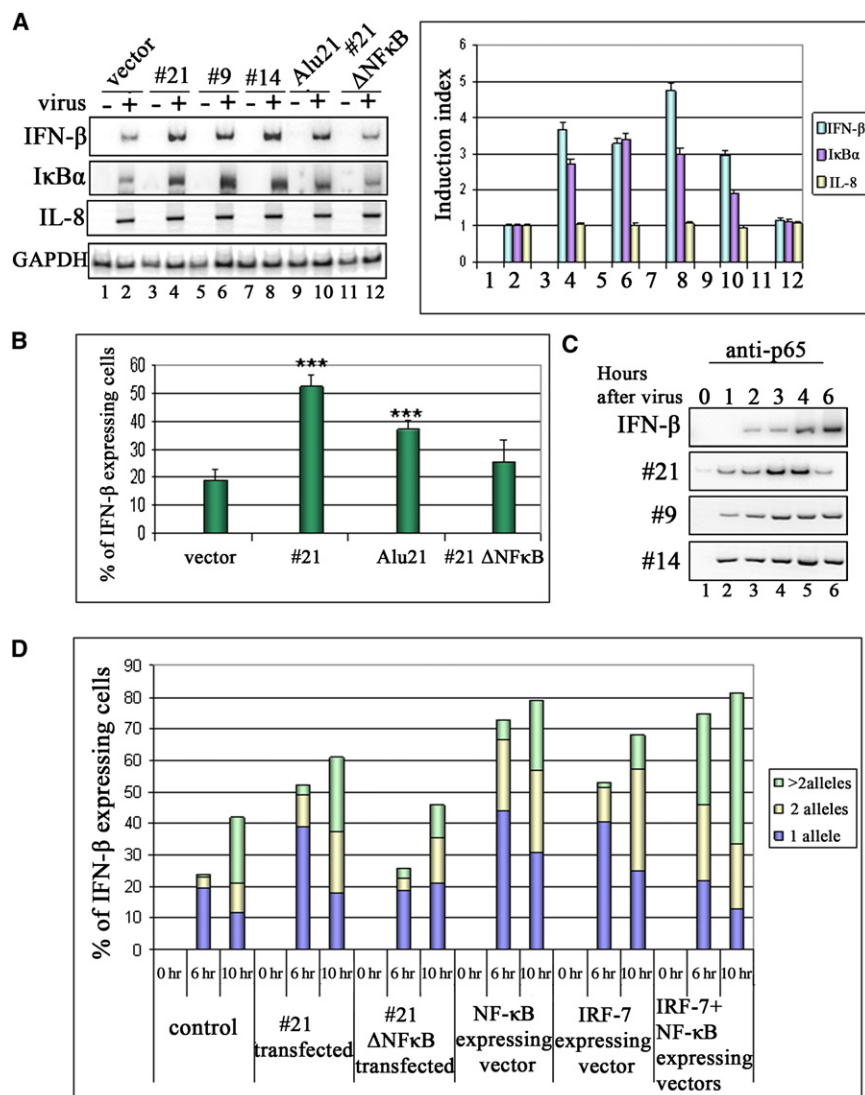 A
vector
#21
#9
#14
Alu21
#21 ΔNFκB
virus - + - + - + - + - + - +
IFN-β
IκBα
IL-8
GAPDH
1 2 3 4 5 6 7 8 9 10 11 12
Induction index
6
5
4
3
2
1
0
1 2 3 4 5 6 7 8 9 10 11 12
IFN-β
IκBα
IL-8
B
% of IFN-β expressing cells
60
50
40
30
20
10
0
***
***
vector #21 Alu21 #21 ΔNFκB
C
anti-p65
Hours
after virus
0 1 2 3 4 6
IFN-β
#21
#9
#14
1 2 3 4 5 6
D
% of IFN-β expressing cells
90
80
70
60
50
40
30
20
10
0
0 hr 6 hr 10 hr 0 hr 6 hr 10 hr 0 hr 6 hr 10 hr 0 hr 6 hr 10 hr 0 hr 6 hr 10 hr 0 hr 6 hr 10 hr
control
#21
transfected
#21
ΔNFκB
transfected
NF-κB
expressing
vector
IRF-7
expressing
vector
IRF-7+
NF-κB
expressing
vectors
>2alleles
2 alleles
1 allele